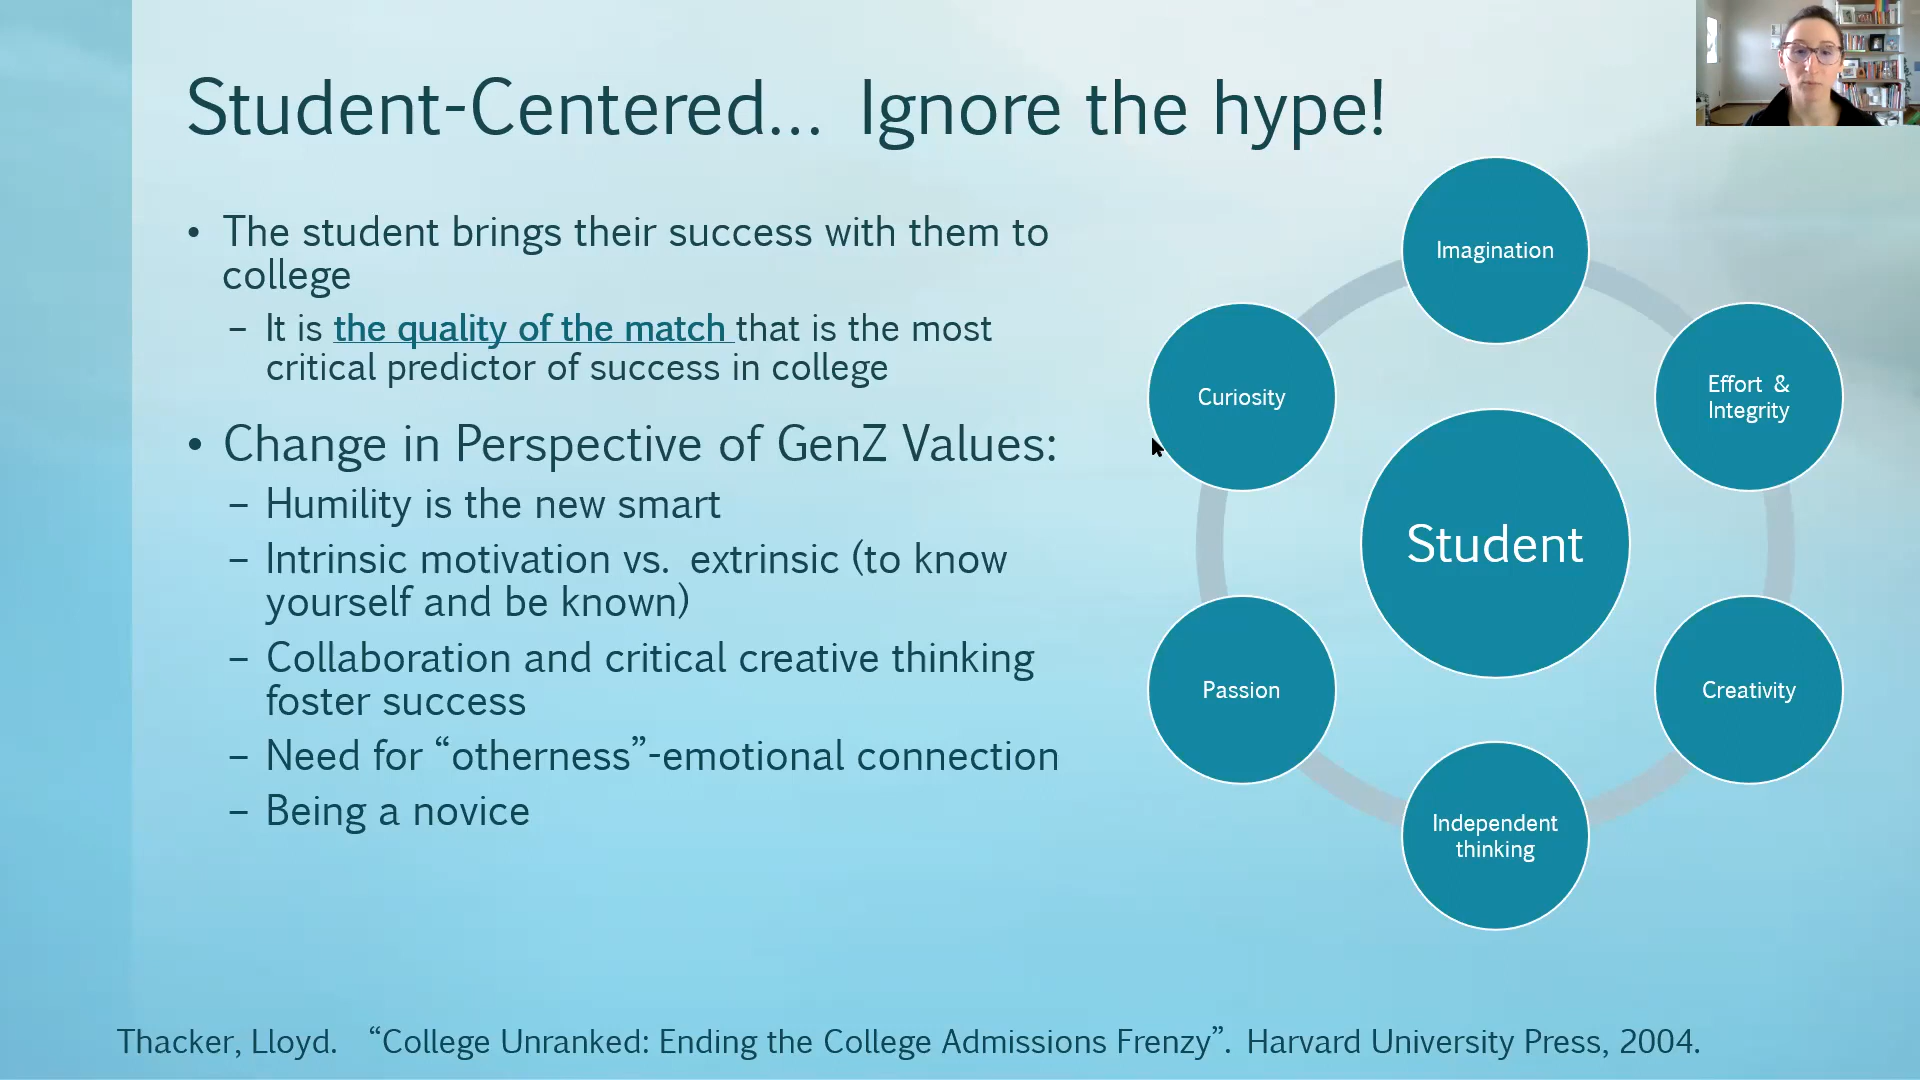 Student-Centered... Ignore the hype!
• The student brings their success with them to
college
– It is the quality of the match that is the most
critical predictor of success in college
• Change in Perspective of GenZ Values:
– Humility is the new smart
– Intrinsic motivation vs. extrinsic (to know
yourself and be known)
– Collaboration and critical creative thinking
foster success
– Need for “otherness”-emotional connection
– Being a novice
Imagination
Effort &
Integrity
Creativity
Independent
thinking
Passion
Curiosity
Student
Thacker, Lloyd. “College Unranked: Ending the College Admissions Frenzy”. Harvard University Press, 2004.